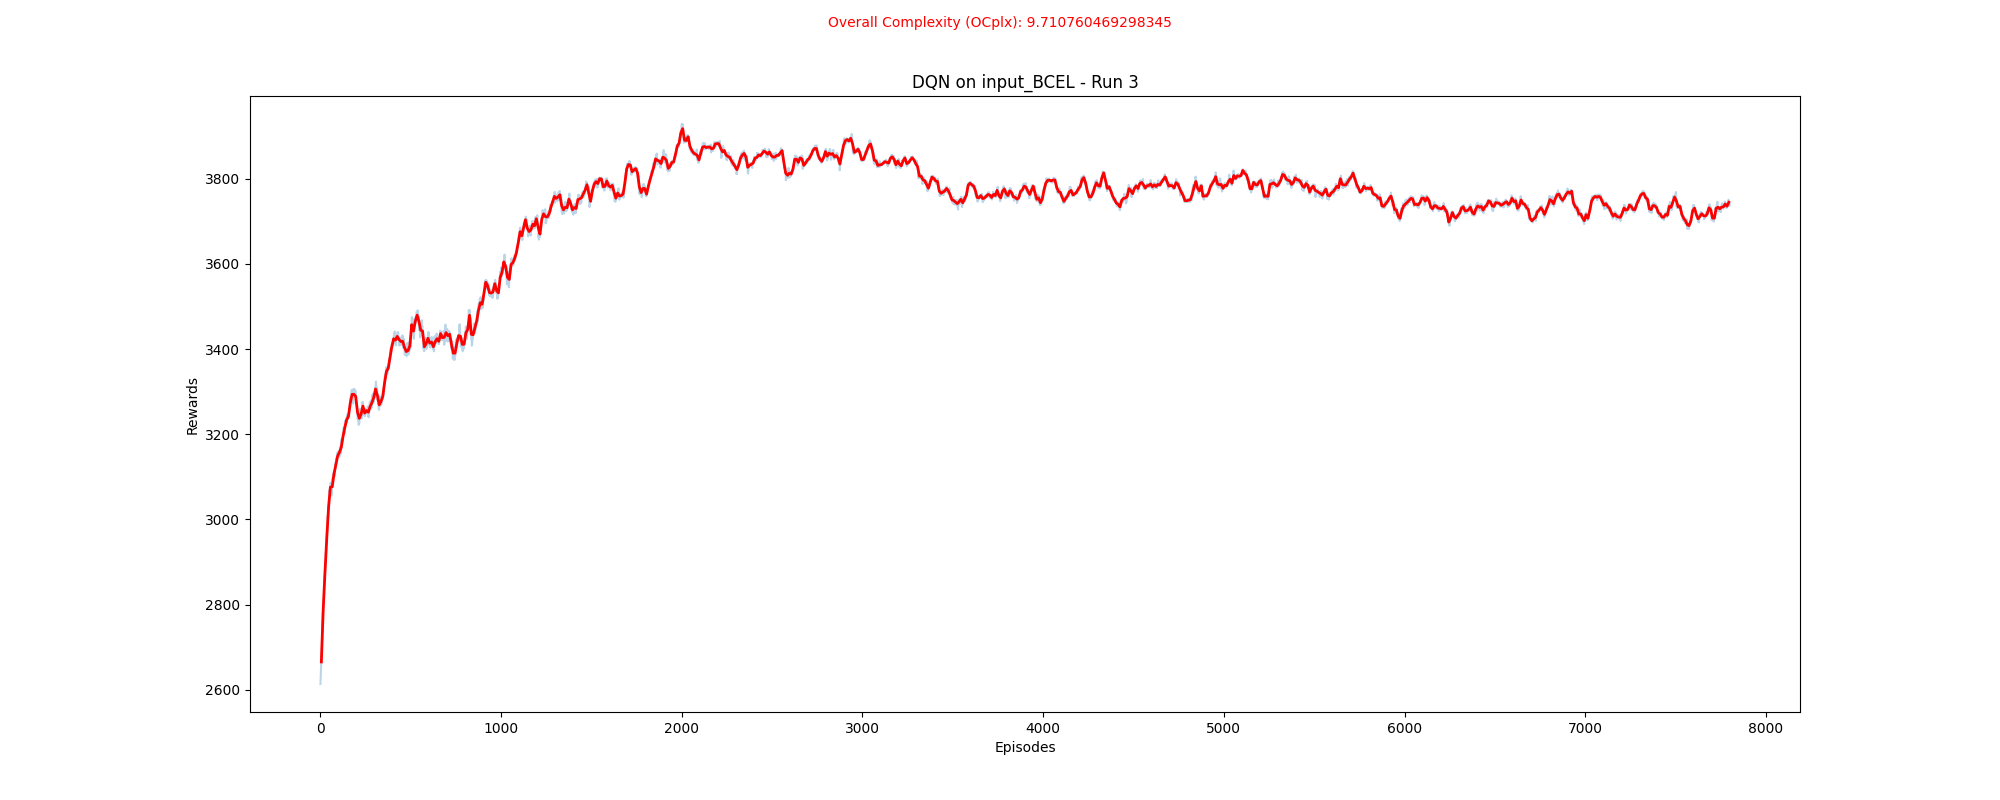 Overall Complexity (OCplx): 9.710760469298345
DQN on input_BCEL - Run 3
3800
3600
3400
3200
3000
2800
2600
Rewards
0 1000 2000 3000 4000 5000 6000 7000 8000
Episodes